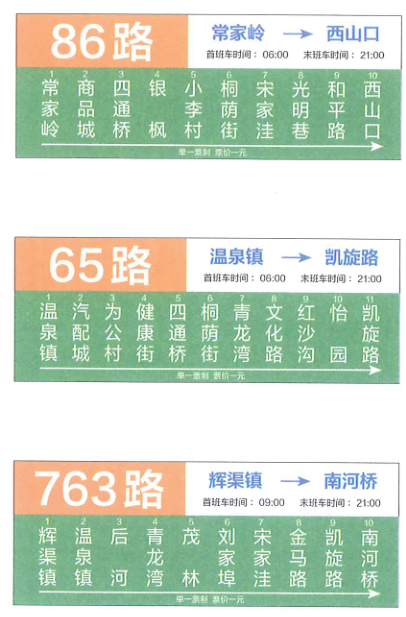 86路
常家岭 → 西山口
首班车时间：06:00 末班车时间：21:00
1 2 3 4 5 6 7 8 9 10
常家岭 商品城 四通桥 银枫 小李村 桐荫街 宋家洼 光明巷 和平路 西山口
单一票制 票价一元
65路
温泉镇 → 凯旋路
首班车时间：06:00 末班车时间：21:00
1 2 3 4 5 6 7 8 9 10 11
温泉镇 汽配城 为公村 健康街 四通桥 桐荫街 青龙湾 文化路 红沙沟 怡园 凯旋路
单一票制 票价一元
763路
辉渠镇 → 南河桥
首班车时间：09:00 末班车时间：21:00
1 2 3 4 5 6 7 8 9 10
辉渠镇 温泉镇 后河 青龙湾 茂林 刘家埠 宋家洼 金马路 凯旋路 南河桥
单一票制 票价一元